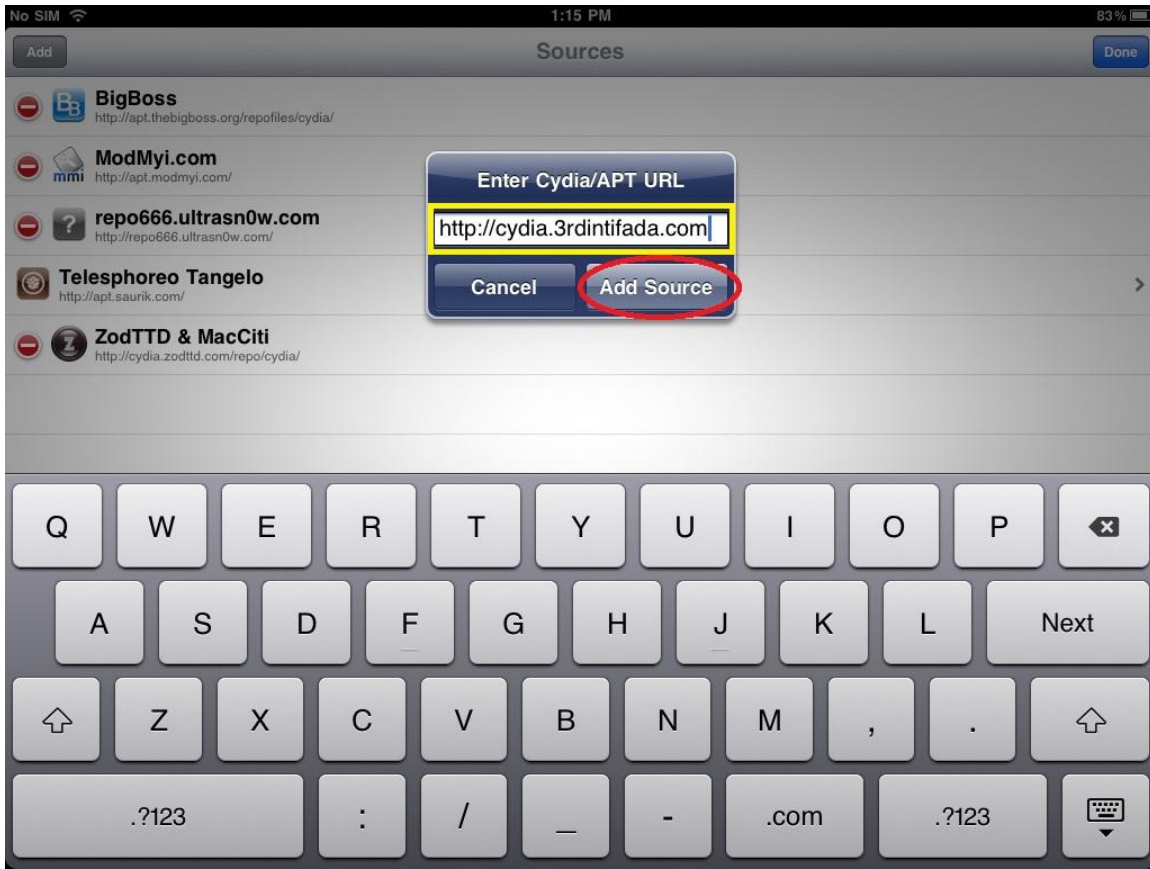 No SIM 1:15 PM 83%
Add Sources Done
BB BigBoss
http://apt.thebigboss.org/repofiles/cydia/
mmi ModMyi.com
http://apt.modmyi.com/
? repo666.ultrasn0w.com
http://repo666.ultrasn0w.com/
Telesphoreo Tangelo
http://apt.saurik.com/
Z ZodTTD & MacCiti
http://cydia.zodttd.com/repo/cydia/
Enter Cydia/APT URL
http://cydia.3rdintifada.com
Cancel Add Source
Q W E R T Y U I O P
A S D F G H J K L Next
Z X C V B N M , .
.?123 : / _ - .com .?123